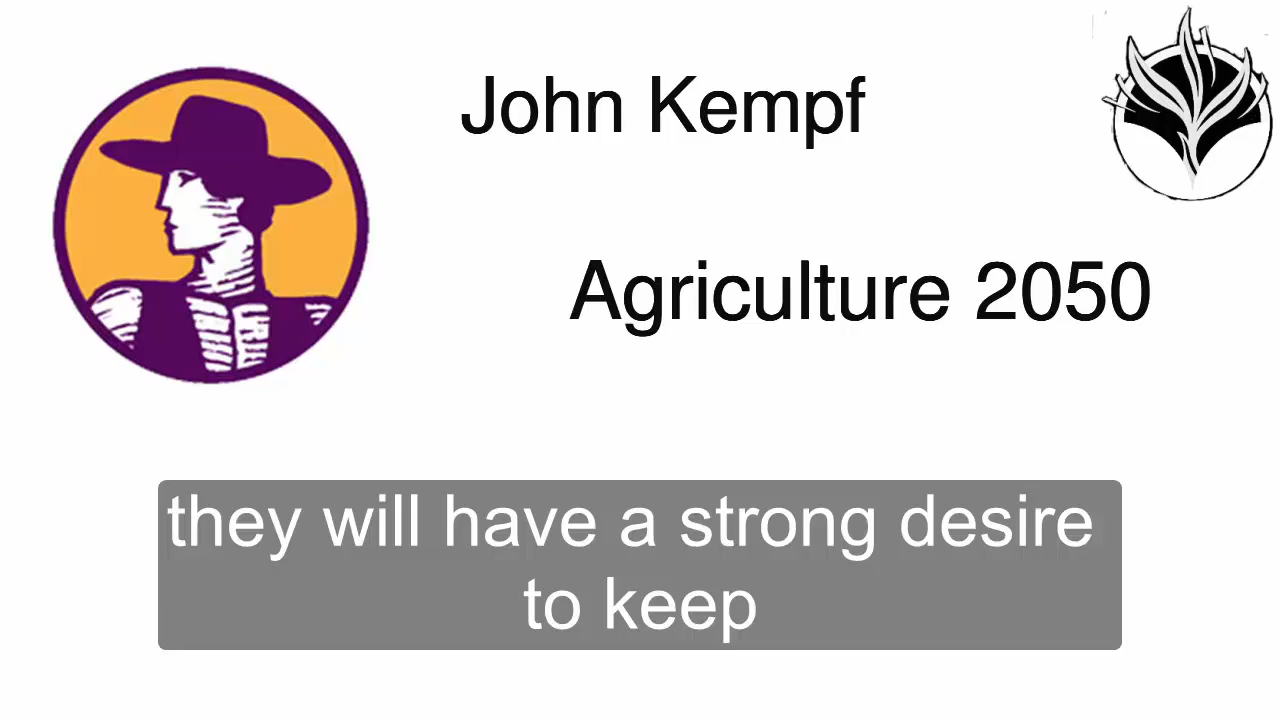 John Kempf
Agriculture 2050
they will have a strong desire
to keep